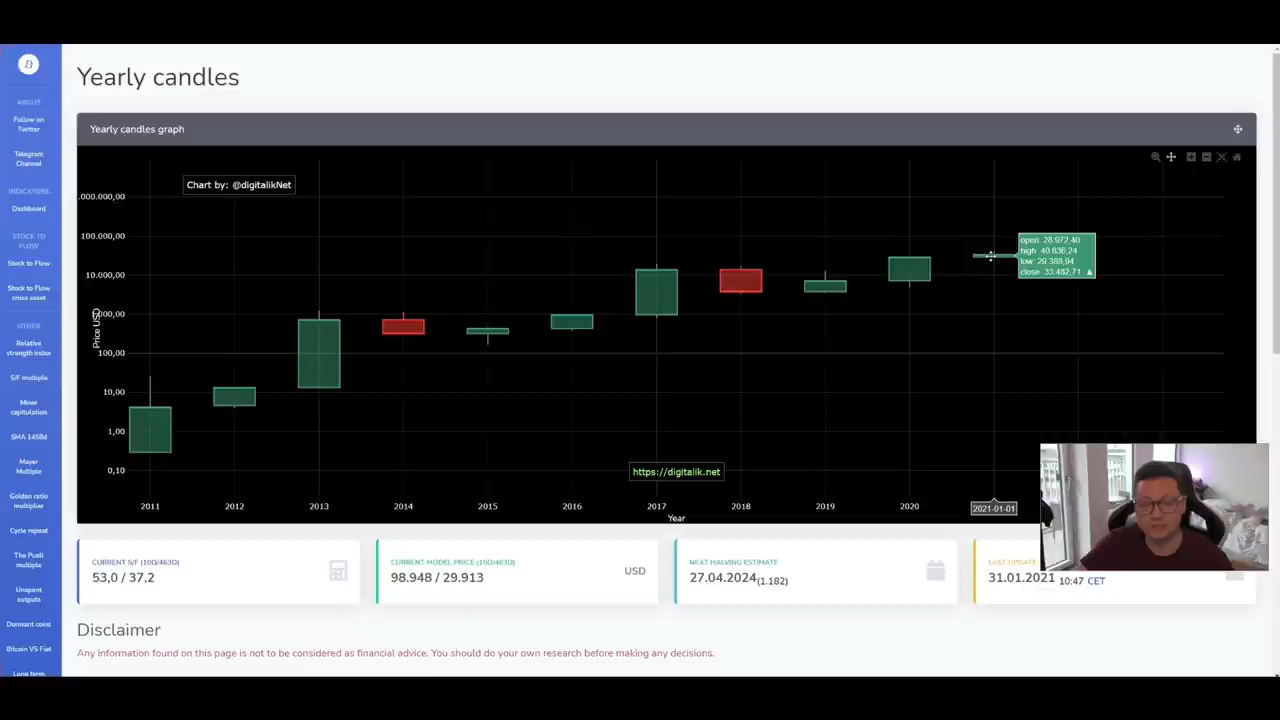 Yearly candles
ABOUT
Follow on
Twitter
Telegram
Channel
INDICATORS
Dashboard
STOCK TO
FLOW
Stock to Flow
Stock to Flow
cross asset
OTHER
Relative
strength index
S/F multiple
Miner
capitulation
SMA 1458d
Mayer
Multiple
Golden ratio
multiplier
Cycle repeat
The Puell
multiple
Unspent
outputs
Dormant coins
Bitcoin VS Fiat
Long term
Yearly candles graph
Chart by: @digitalikNet
.000.000,00
100.000,00
10.000,00
000,00
100,00
10,00
1,00
0,10
Price USD
open: 28.972,40
high: 40.636,24
low: 29.388,94
close: 33.482,71 ▲
https://digitalik.net
2011 2012 2013 2014 2015 2016 2017 2018 2019 2020 2021-01-01
Year
CURRENT S/F (10D/463D)
53,0 / 37,2
CURRENT MODEL PRICE (10D/463D)
98.948 / 29.913
USD
NEXT HALVING ESTIMATE
27.04.2024(1.182)
LAST UPDATE
31.01.2021 10:47 CET
Disclaimer
Any information found on this page is not to be considered as financial advice. You should do your own research before making any decisions.